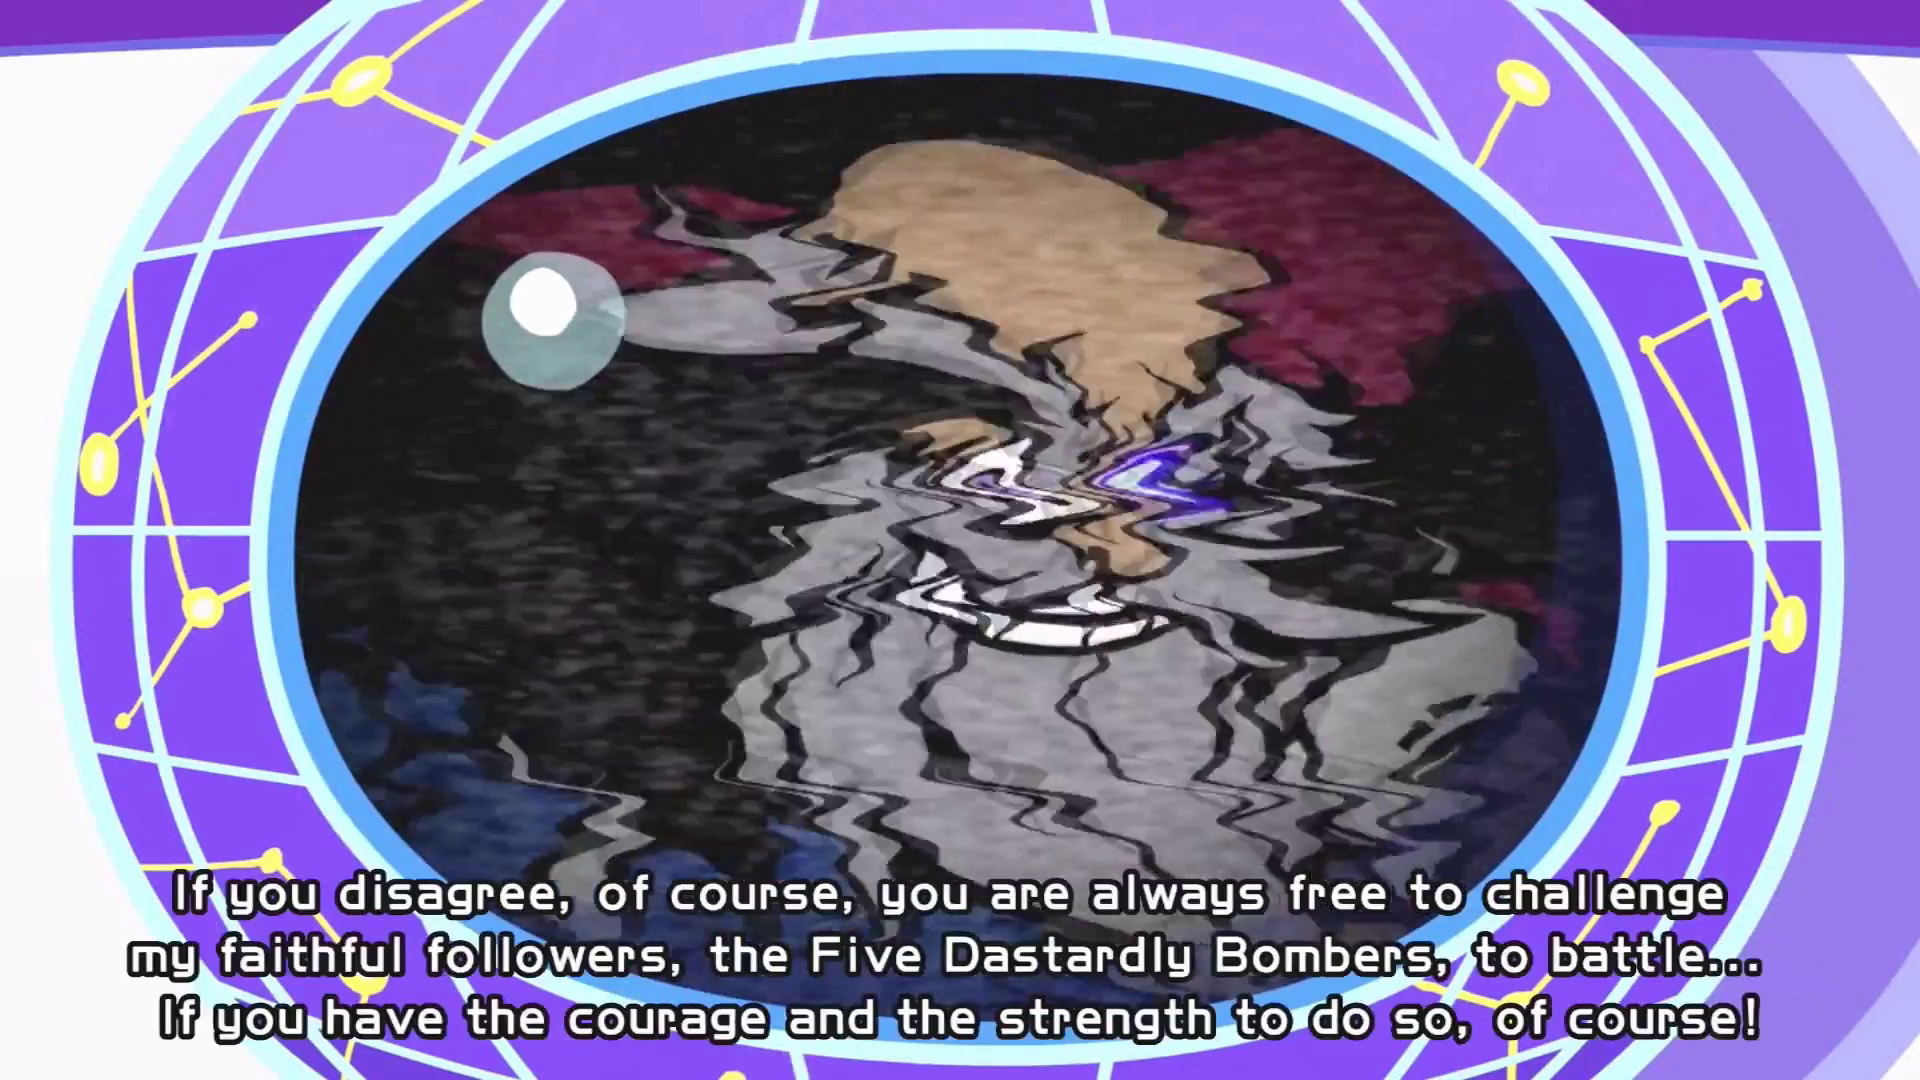 If you disagree, of course, you are always free to challenge
my faithful followers, the Five Dastardly Bombers, to battle...
If you have the courage and the strength to do so, of course!